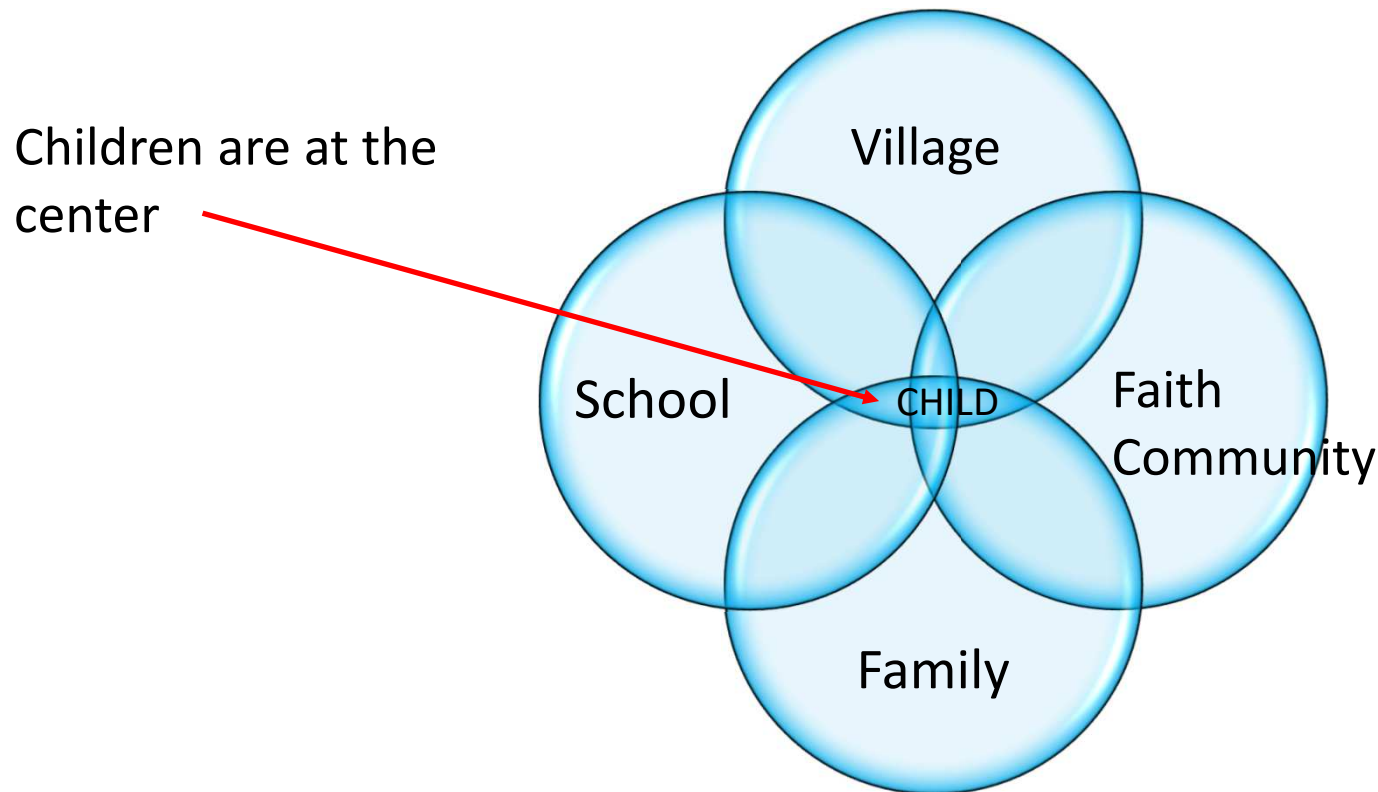 Children are at the
center
Village
School
CHILD
Faith
Community
Family